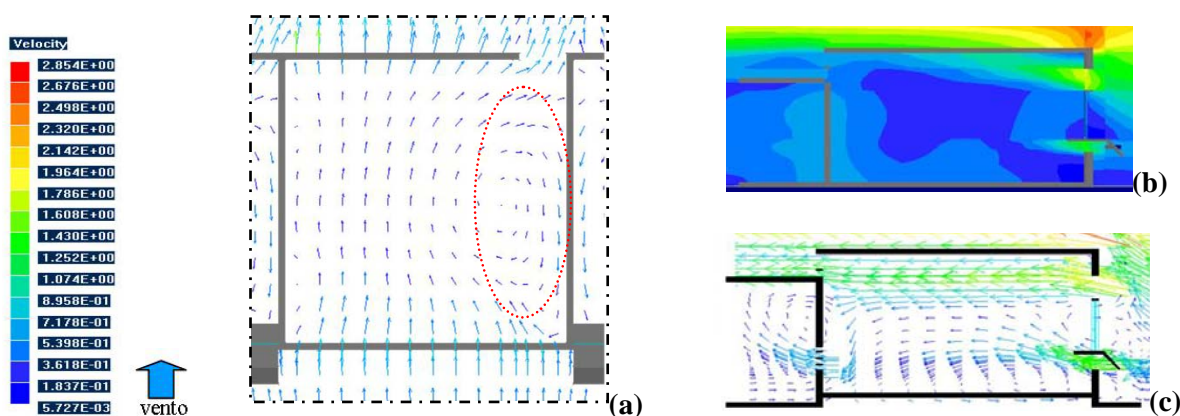 Velocity
2.854E+00
2.676E+00
2.498E+00
2.320E+00
2.142E+00
1.964E+00
1.786E+00
1.608E+00
1.430E+00
1.252E+00
1.074E+00
8.958E-01
7.178E-01
5.398E-01
3.618E-01
1.837E-01
5.727E-03
vento
(a)
(b)
(c)